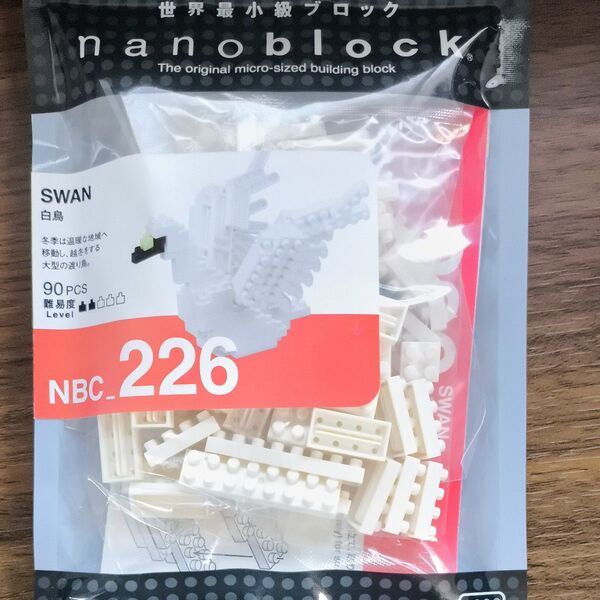 世界最小級ブロック
nanoblock®
The original micro-sized building block
SWAN
白鳥
冬季は温暖な地域へ
移動し、越冬をする
大型の渡り鳥。
90 PCS
難易度
Level
NBC_226
SWAN